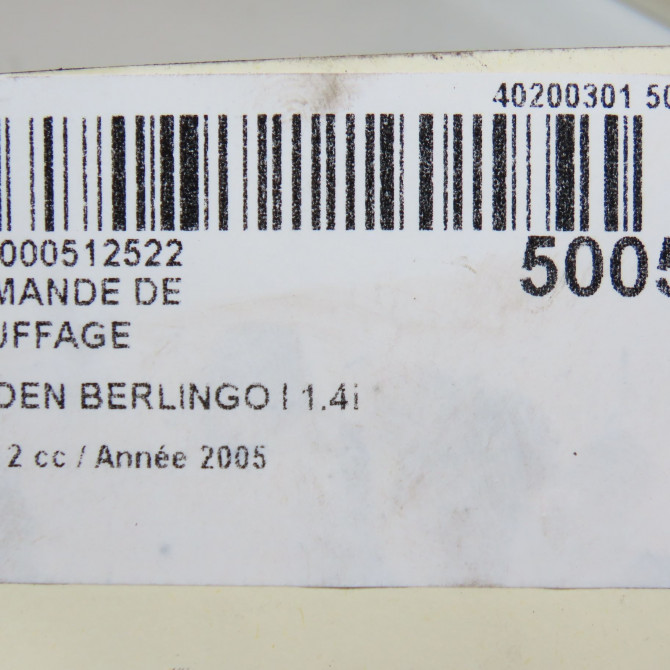 40200301 50
000512522
5005
MANDE DE
UFFAGE
DEN BERLINGO I 1.4i
2 cc / Année 2005